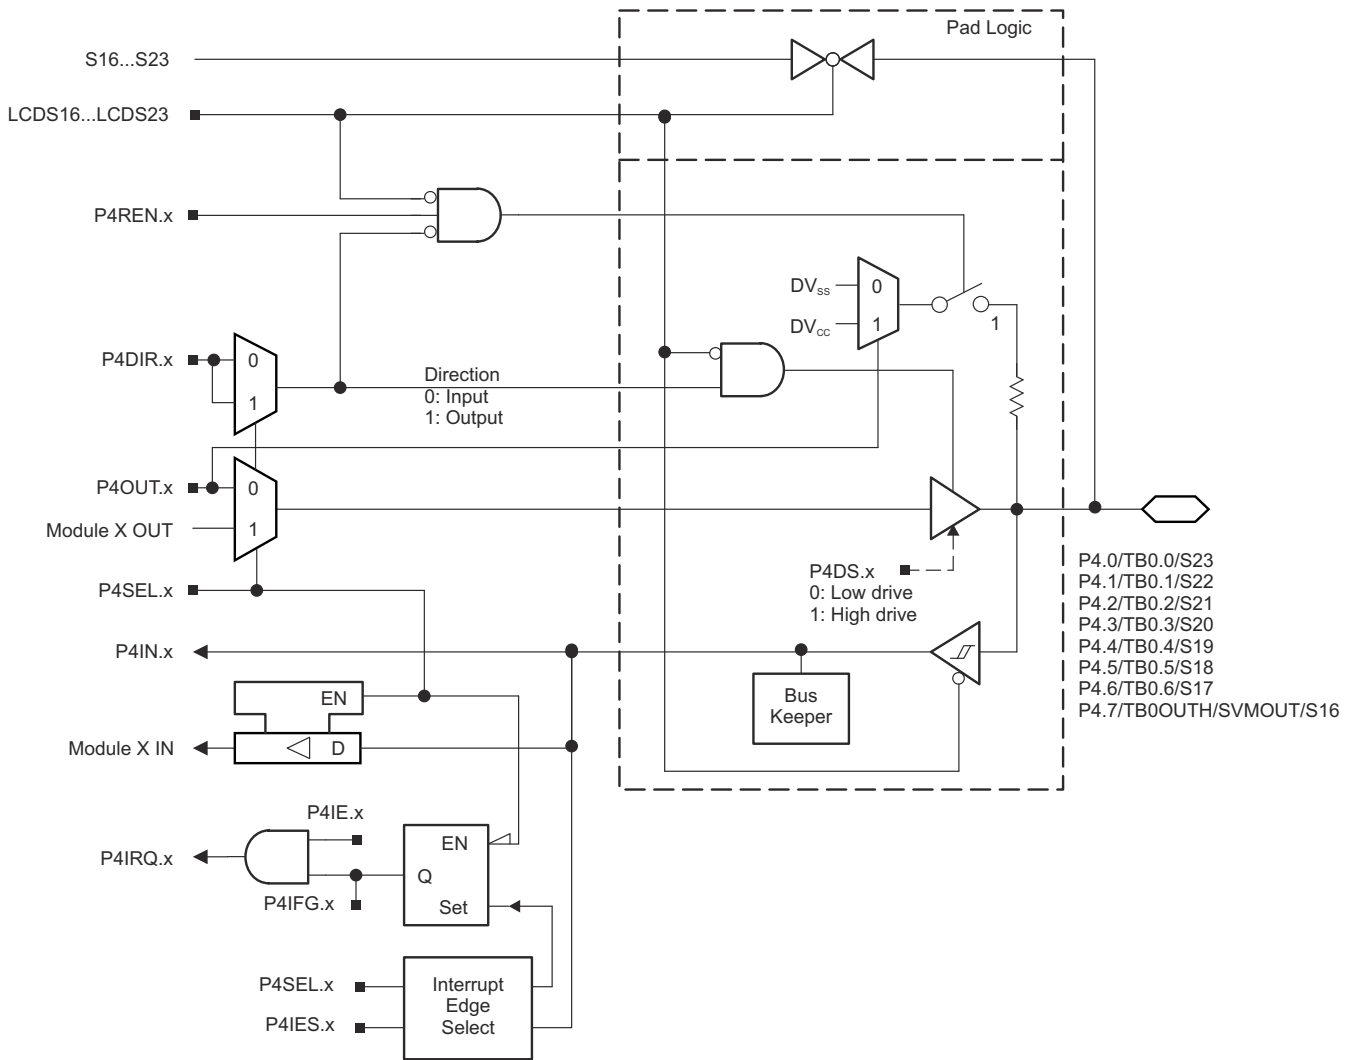 Pad Logic
S16...S23
LCDS16...LCDS23
P4REN.x
DVSS
0
DVCC
1
1
P4DIR.x
0
1
Direction
0: Input
1: Output
P4OUT.x
0
Module X OUT
1
P4SEL.x
P4DS.x
0: Low drive
1: High drive
P4.0/TB0.0/S23
P4.1/TB0.1/S22
P4.2/TB0.2/S21
P4.3/TB0.3/S20
P4.4/TB0.4/S19
P4.5/TB0.5/S18
P4.6/TB0.6/S17
P4.7/TB0OUTH/SVMOUT/S16
P4IN.x
Bus
Keeper
EN
Module X IN
D
P4IE.x
P4IRQ.x
EN
Q
Set
P4IFG.x
P4SEL.x
P4IES.x
Interrupt
Edge
Select